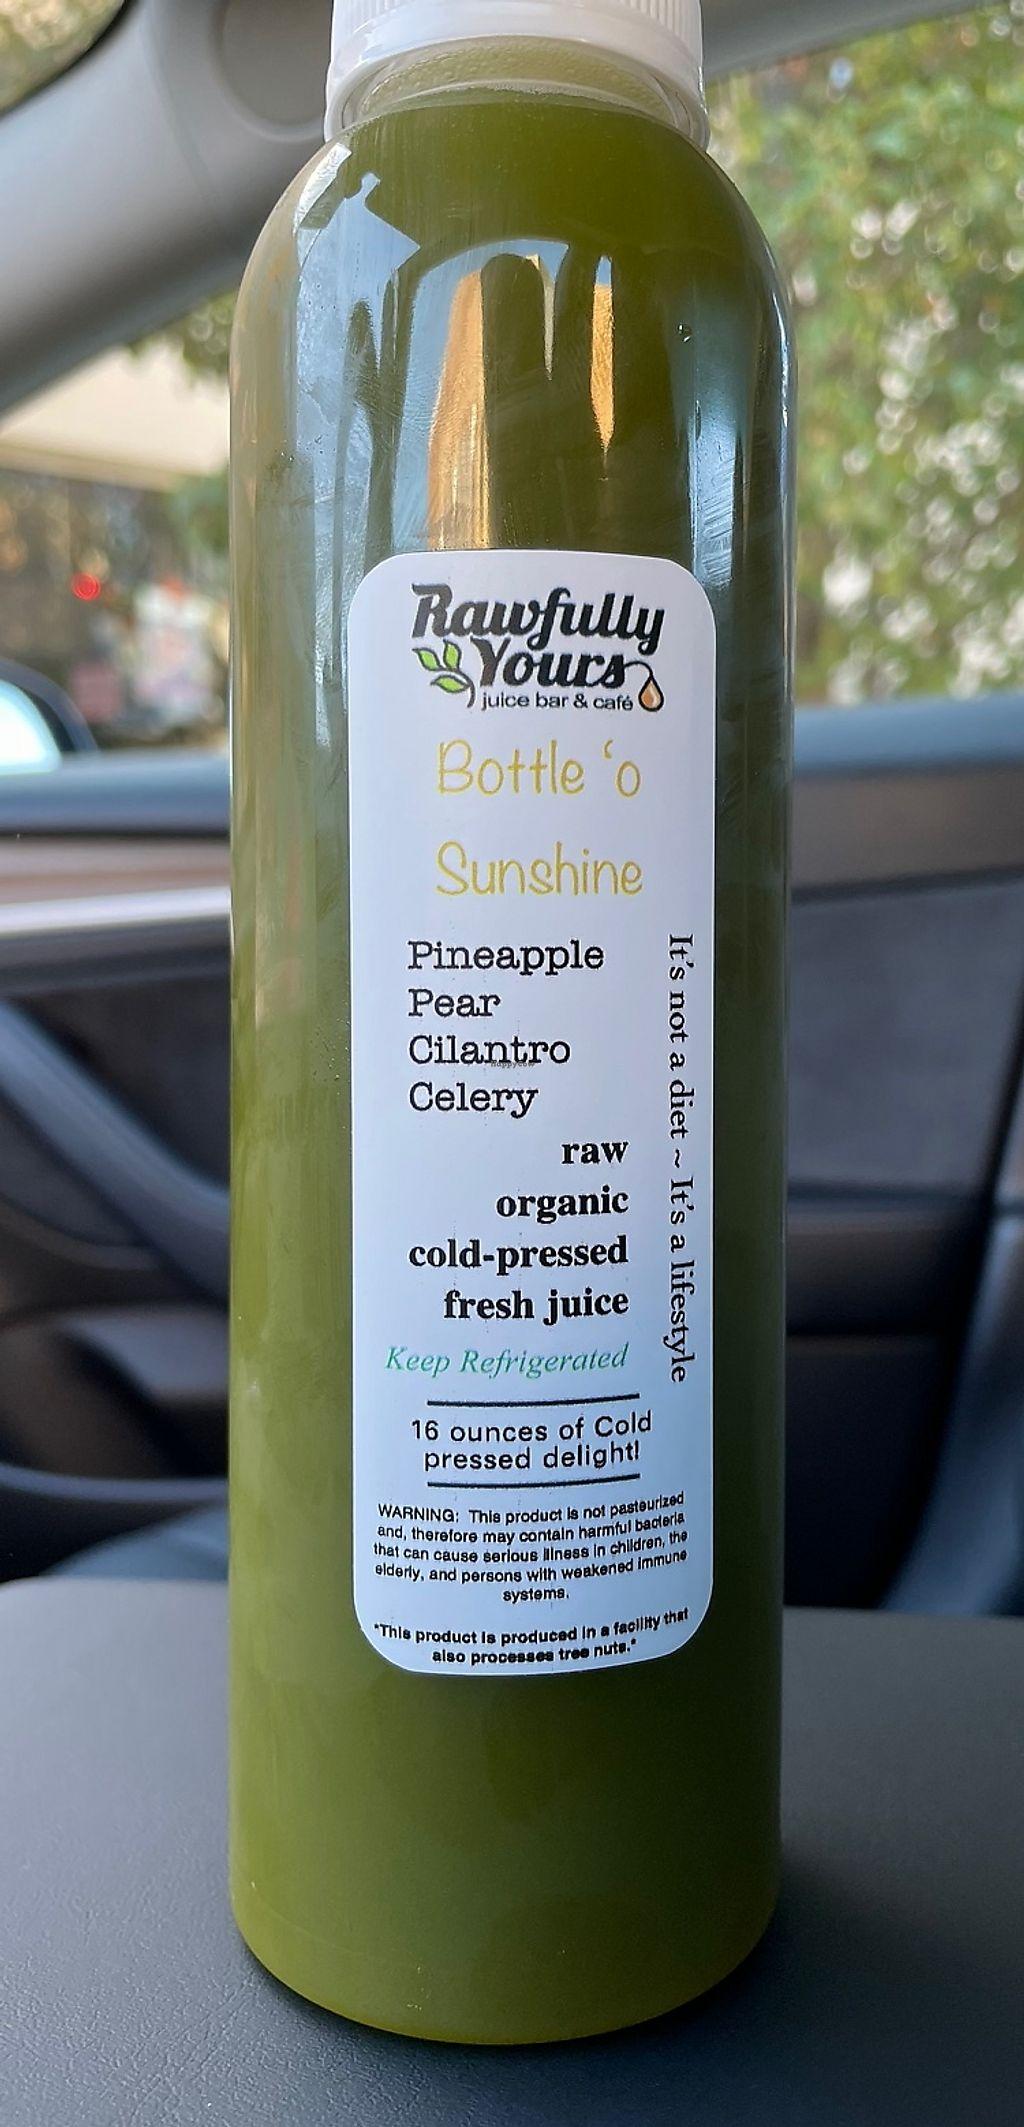 Rawfully
Yours
juice bar & café
Bottle ‘o
Sunshine
Pineapple
Pear
Cilantro
HappyCow
Celery
raw
organic
cold-pressed
fresh juice
Keep Refrigerated
It's not a diet ~ It's a lifestyle
16 ounces of Cold
pressed delight!
WARNING: This product is not pasteurized
and, therefore may contain harmful bacteria
that can cause serious illness in children, the
elderly, and persons with weakened immune
systems.
*This product is produced in a facility that
also processes tree nuts.*